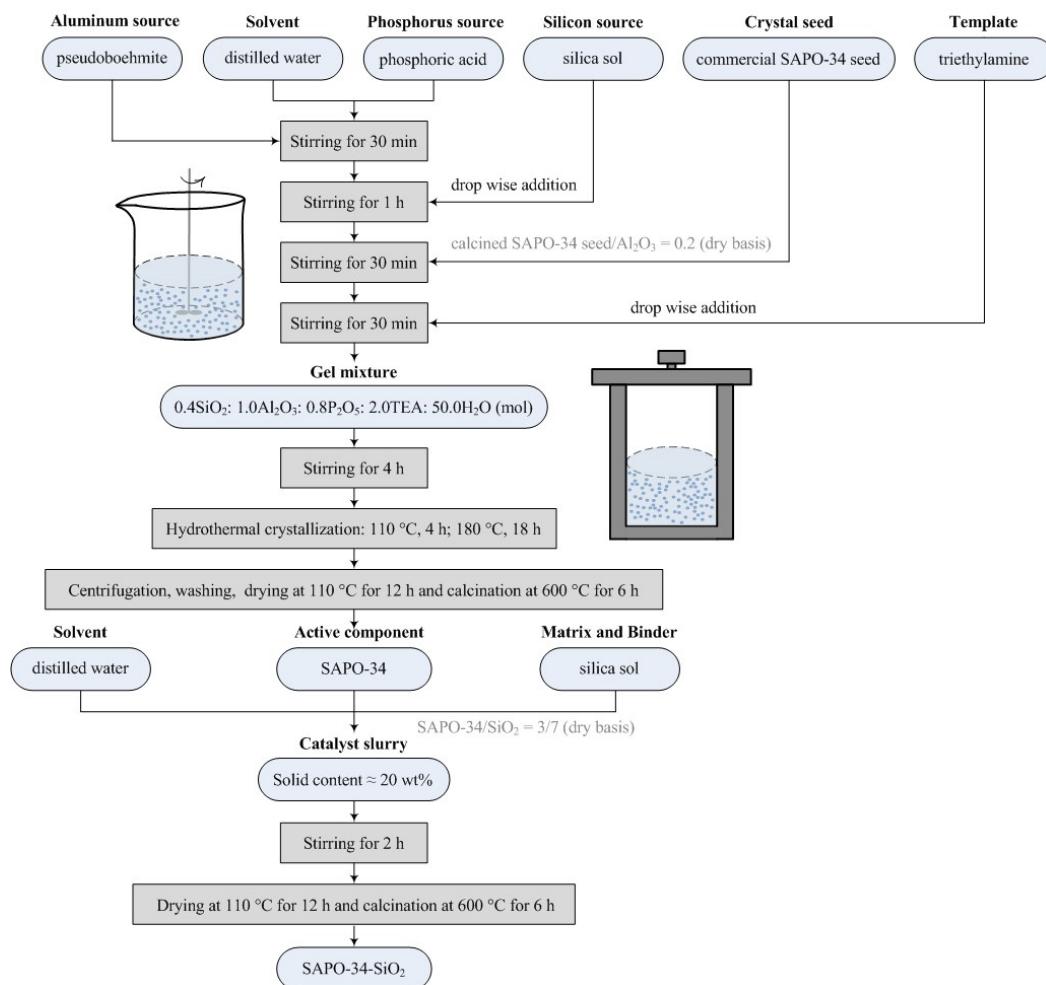 Aluminum source
Solvent
Phosphorus source
Silicon source
Crystal seed
Template
pseudoboehmite
distilled water
phosphoric acid
silica sol
commercial SAPO-34 seed
triethylamine
Stirring for 30 min
drop wise addition
Stirring for 1 h
calcined SAPO-34 seed/Al₂O₃ = 0.2 (dry basis)
Stirring for 30 min
drop wise addition
Stirring for 30 min
Gel mixture
0.4SiO₂: 1.0Al₂O₃: 0.8P₂O₅: 2.0TEA: 50.0H₂O (mol)
Stirring for 4 h
Hydrothermal crystallization: 110 °C, 4 h; 180 °C, 18 h
Centrifugation, washing, drying at 110 °C for 12 h and calcination at 600 °C for 6 h
Solvent
Active component
Matrix and Binder
distilled water
SAPO-34
silica sol
SAPO-34/SiO₂ = 3/7 (dry basis)
Catalyst slurry
Solid content ≈ 20 wt%
Stirring for 2 h
Drying at 110 °C for 12 h and calcination at 600 °C for 6 h
SAPO-34-SiO₂